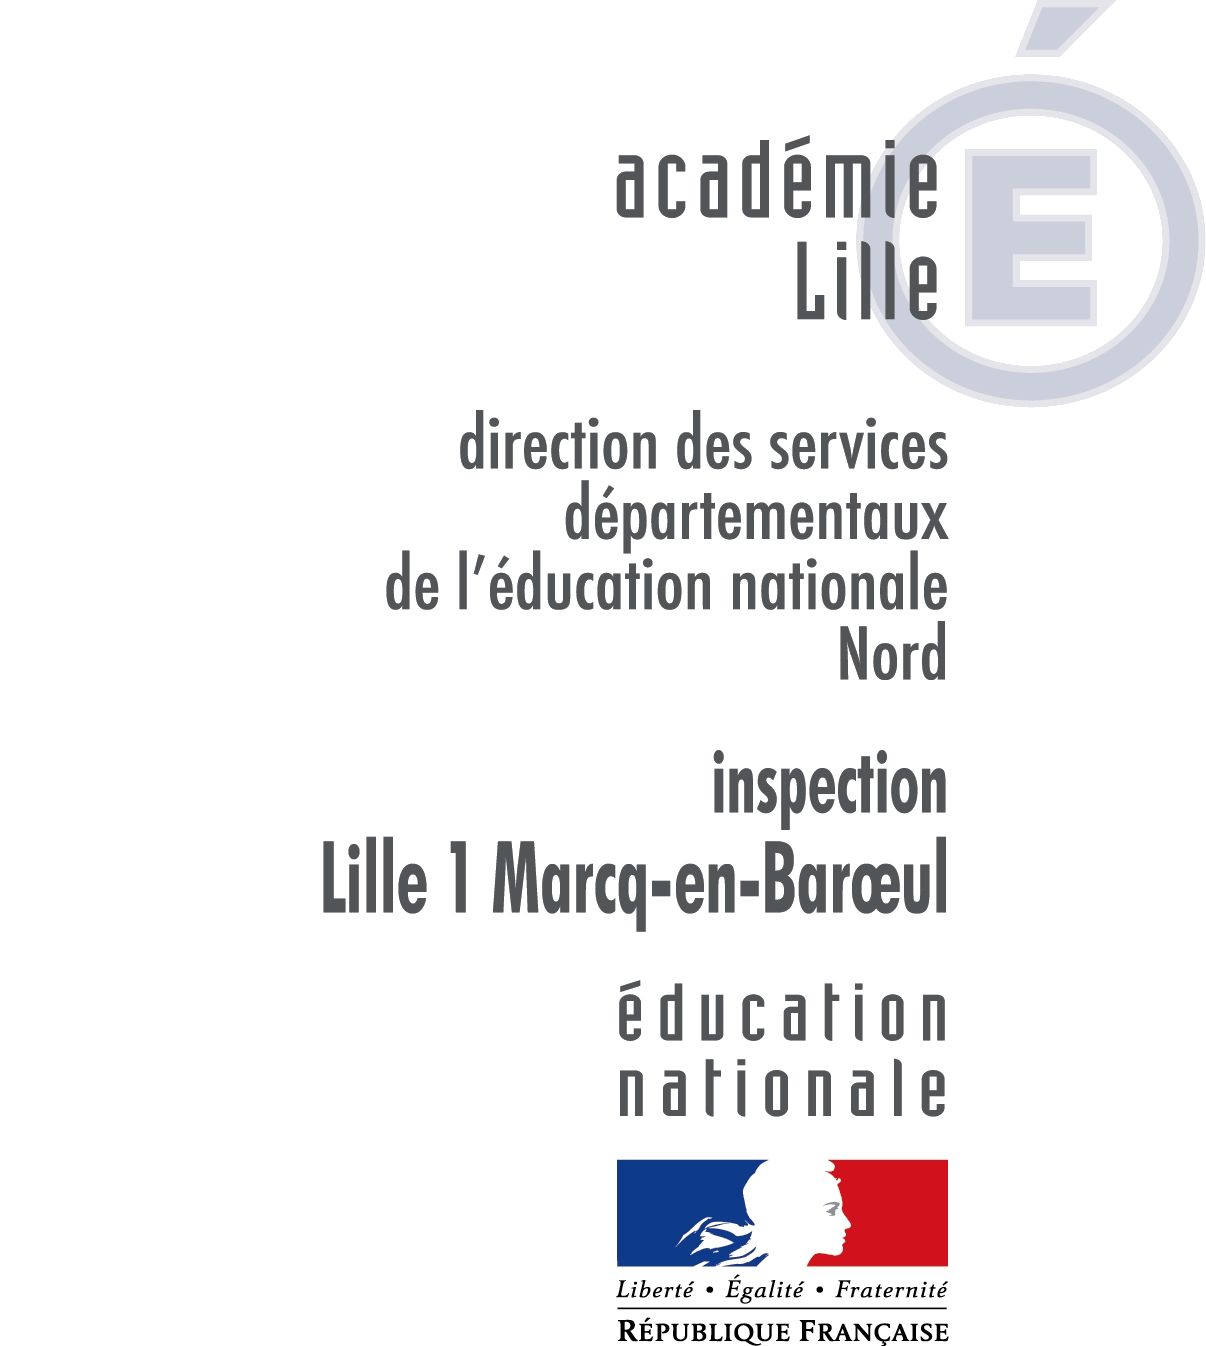 É
académie
Lille
direction des services
départementaux
de l’éducation nationale
Nord
inspection
Lille 1 Marcq-en-Barœul
éducation
nationale
Liberté • Égalité • Fraternité
RÉPUBLIQUE FRANÇAISE